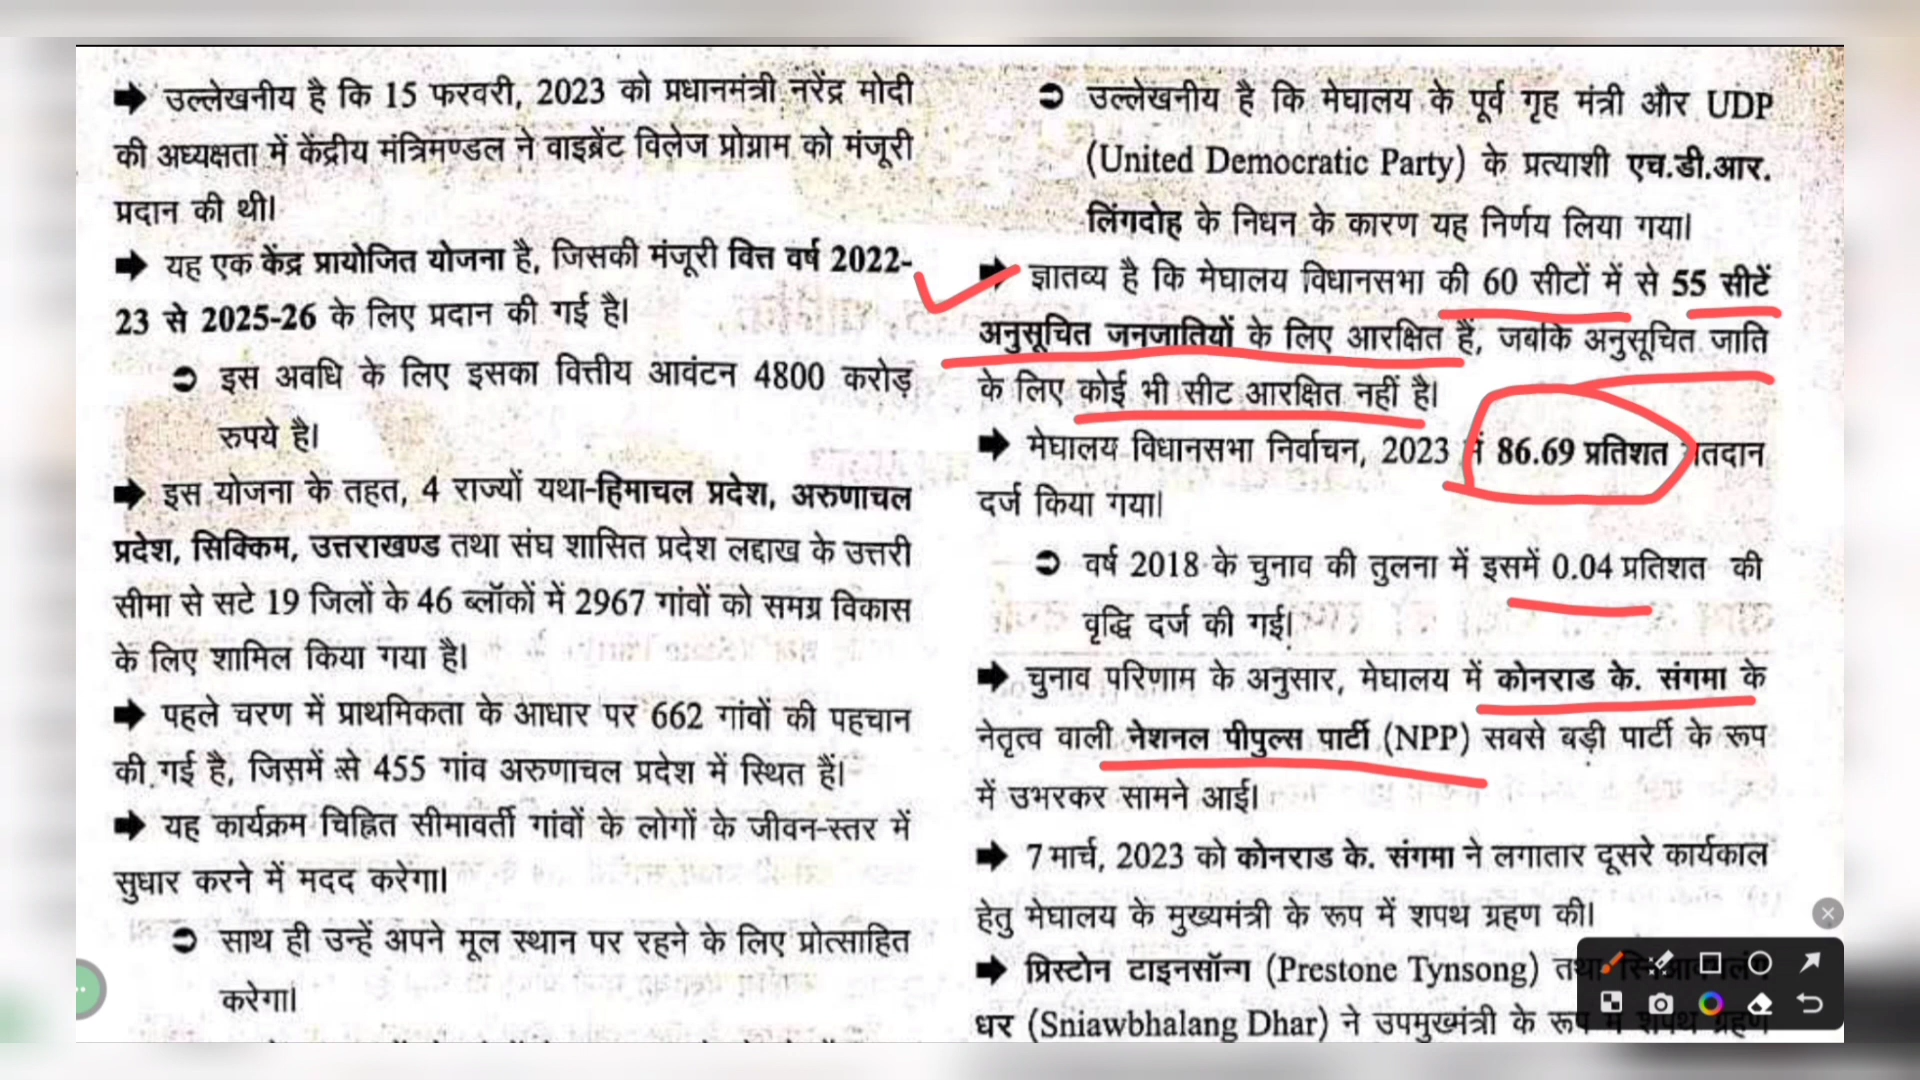 ➡ उल्लेखनीय है कि 15 फरवरी, 2023 को प्रधानमंत्री नरेंद्र मोदी
की अध्यक्षता में केंद्रीय मंत्रिमण्डल ने वाइब्रेंट विलेज प्रोग्राम को मंजूरी
प्रदान की थी।
➡ यह एक केंद्र प्रायोजित योजना है, जिसकी मंजूरी वित्त वर्ष 2022-
23 से 2025-26 के लिए प्रदान की गई है।
➲ इस अवधि के लिए इसका वित्तीय आवंटन 4800 करोड़
रुपये है।
➡ इस योजना के तहत, 4 राज्यों यथा-हिमाचल प्रदेश, अरुणाचल
प्रदेश, सिक्किम, उत्तराखण्ड तथा संघ शासित प्रदेश लद्दाख के उत्तरी
सीमा से सटे 19 जिलों के 46 ब्लॉकों में 2967 गांवों को समग्र विकास
के लिए शामिल किया गया है।
➡ पहले चरण में प्राथमिकता के आधार पर 662 गांवों की पहचान
की गई है, जिसमें से 455 गांव अरुणाचल प्रदेश में स्थित हैं।
➡ यह कार्यक्रम चिह्नित सीमावर्ती गांवों के लोगों के जीवन-स्तर में
सुधार करने में मदद करेगा।
➲ साथ ही उन्हें अपने मूल स्थान पर रहने के लिए प्रोत्साहित
करेगा।
➲ उल्लेखनीय है कि मेघालय के पूर्व गृह मंत्री और UDP
(United Democratic Party) के प्रत्याशी एच.डी.आर.
लिंगदोह के निधन के कारण यह निर्णय लिया गया।
➡ ज्ञातव्य है कि मेघालय विधानसभा की 60 सीटों में से 55 सीटें
अनुसूचित जनजातियों के लिए आरक्षित हैं, जबकि अनुसूचित जाति
के लिए कोई भी सीट आरक्षित नहीं है।
➡ मेघालय विधानसभा निर्वाचन, 2023 में 86.69 प्रतिशत मतदान
दर्ज किया गया।
➲ वर्ष 2018 के चुनाव की तुलना में इसमें 0.04 प्रतिशत की
वृद्धि दर्ज की गई।
➡ चुनाव परिणाम के अनुसार, मेघालय में कोनराड के. संगमा के
नेतृत्व वाली नेशनल पीपुल्स पार्टी (NPP) सबसे बड़ी पार्टी के रूप
में उभरकर सामने आई।
➡ 7 मार्च, 2023 को कोनराड के. संगमा ने लगातार दूसरे कार्यकाल
हेतु मेघालय के मुख्यमंत्री के रूप में शपथ ग्रहण की।
➡ प्रिस्टोन टाइनसॉन्ग (Prestone Tynsong) तथा
धर (Sniawbhalang Dhar) ने उपमुख्यमंत्री के रूप में शपथ ग्रहण